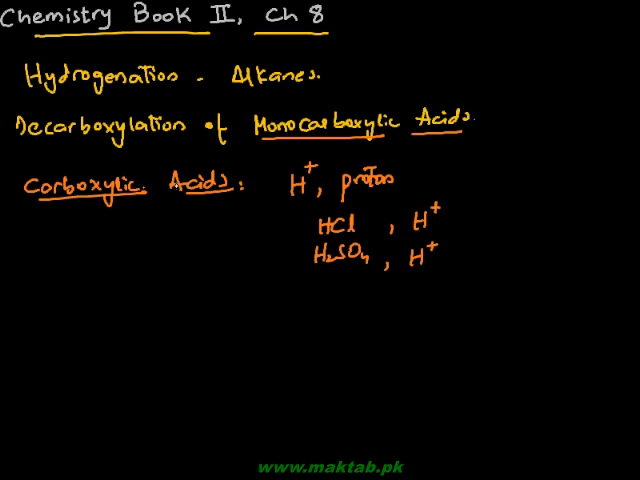 Chemistry Book II, Ch 8
Hydrogenation - Alkanes.
Decarboxylation of Monocarboxylic Acids.
Carboxylic Acids: H+, proton
HCl, H+
H2SO4, H+
www.maktab.pk